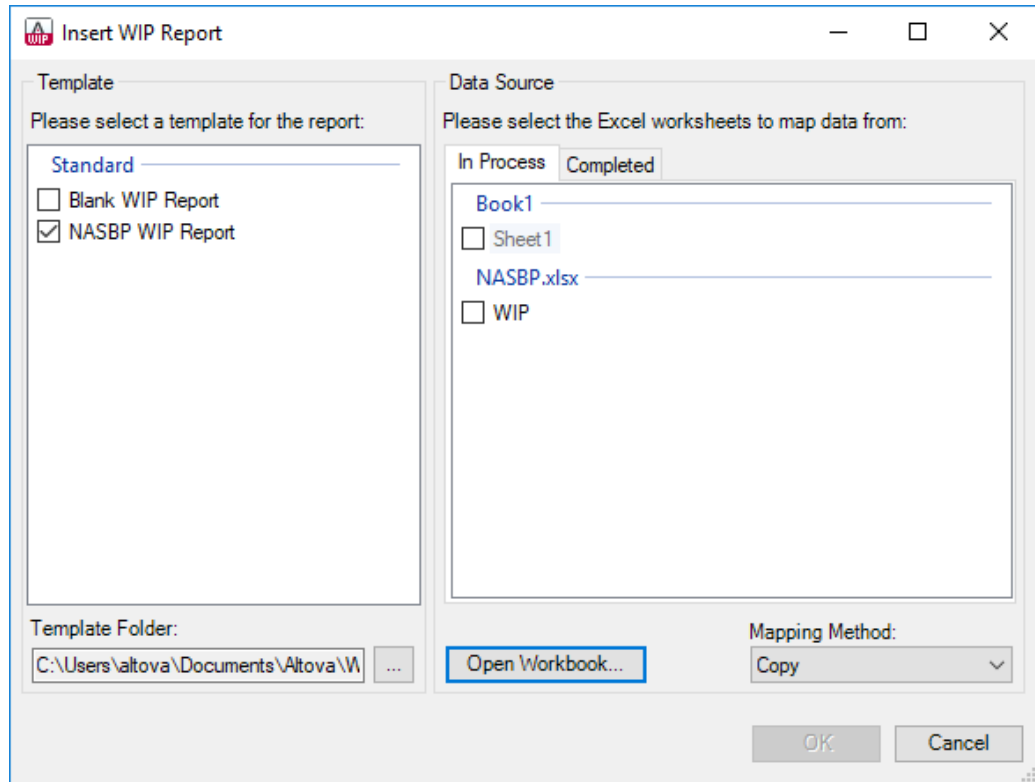 WIP
Insert WIP Report
Template
Please select a template for the report:
Standard
Blank WIP Report
NASBP WIP Report
Template Folder:
C:\Users\altova\Documents\Altova\W
...
Data Source
Please select the Excel worksheets to map data from:
In Process
Completed
Book1
Sheet1
NASBP.xlsx
WIP
Open Workbook...
Mapping Method:
Copy
OK
Cancel